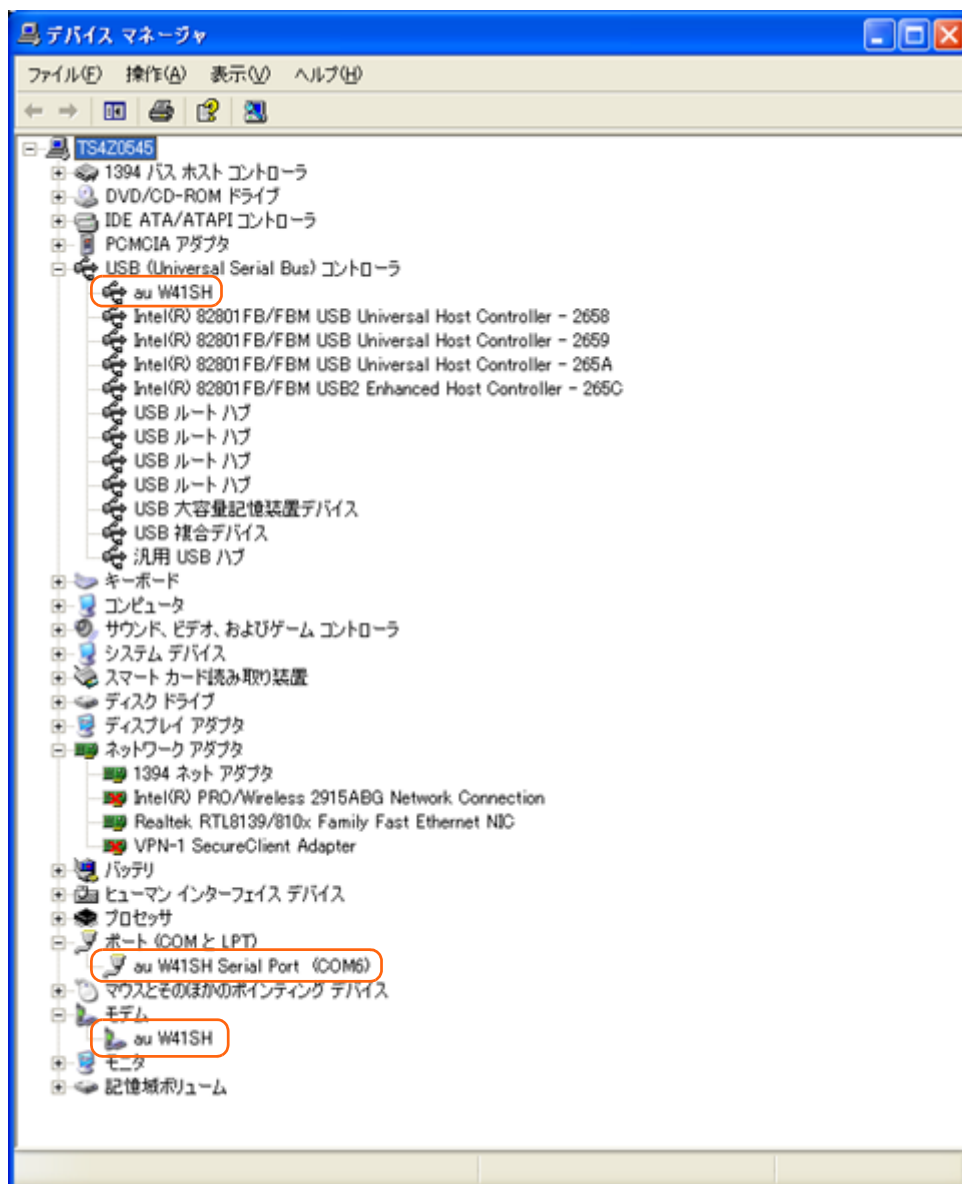 デバイス マネージャ
ファイル(F) 操作(A) 表示(V) ヘルプ(H)
TS4Z0545
1394 バス ホスト コントローラ
DVD/CD-ROM ドライブ
IDE ATA/ATAPI コントローラ
PCMCIA アダプタ
USB (Universal Serial Bus) コントローラ
au W41SH
Intel(R) 82801FB/FBM USB Universal Host Controller - 2658
Intel(R) 82801FB/FBM USB Universal Host Controller - 2659
Intel(R) 82801FB/FBM USB Universal Host Controller - 265A
Intel(R) 82801FB/FBM USB2 Enhanced Host Controller - 265C
USB ルート ハブ
USB ルート ハブ
USB ルート ハブ
USB ルート ハブ
USB 大容量記憶装置デバイス
USB 複合デバイス
汎用 USB ハブ
キーボード
コンピュータ
サウンド、ビデオ、およびゲーム コントローラ
システム デバイス
スマート カード読み取り装置
ディスク ドライブ
ディスプレイ アダプタ
ネットワーク アダプタ
1394 ネット アダプタ
Intel(R) PRO/Wireless 2915ABG Network Connection
Realtek RTL8139/810x Family Fast Ethernet NIC
VPN-1 SecureClient Adapter
バッテリ
ヒューマン インターフェイス デバイス
プロセッサ
ポート (COM と LPT)
au W41SH Serial Port (COM6)
マウスとそのほかのポインティング デバイス
モデム
au W41SH
モニタ
記憶域ボリューム